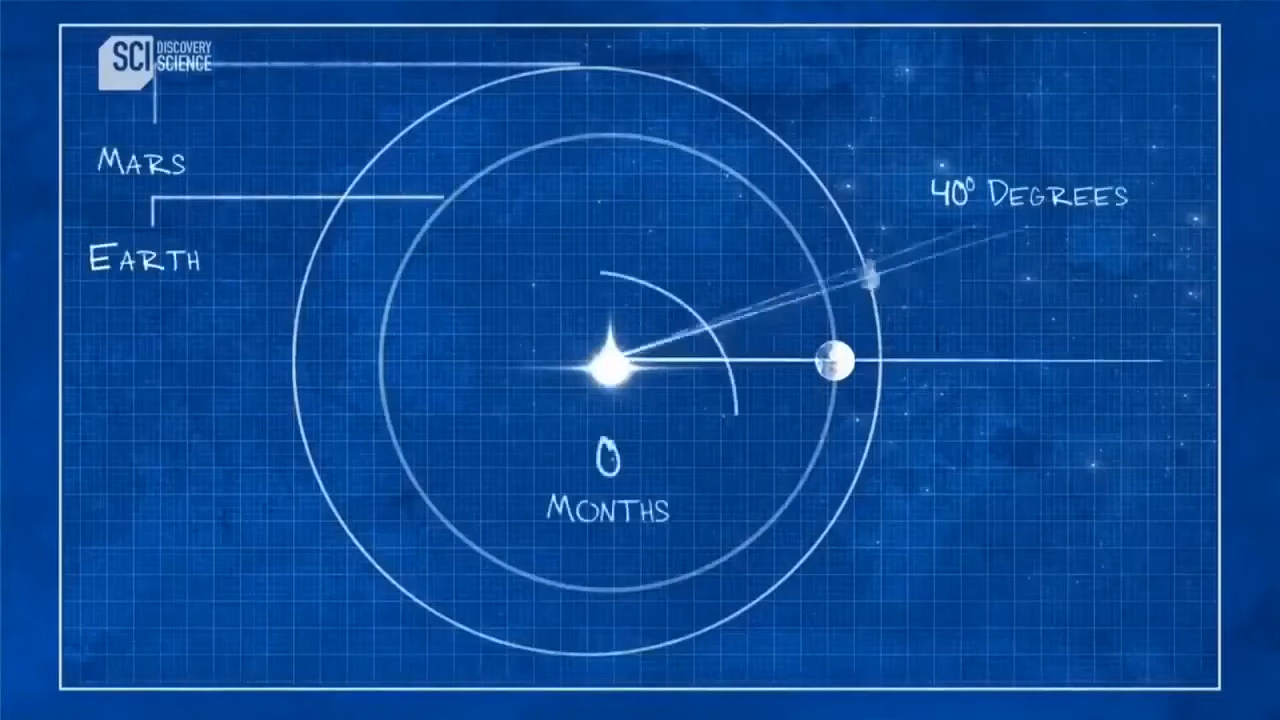 SCI DISCOVERY
SCIENCE
MARS
40° DEGREES
EARTH
0
MONTHS